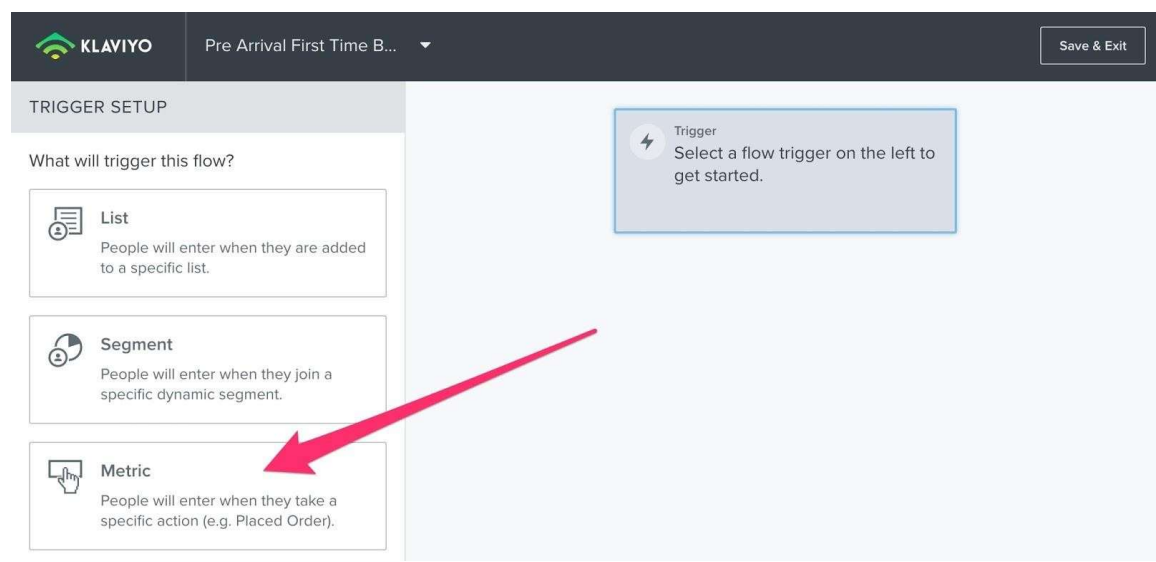 KLAVIYO
Pre Arrival First Time B...
Save & Exit
TRIGGER SETUP
What will trigger this flow?
List
People will enter when they are added
to a specific list.
Segment
People will enter when they join a
specific dynamic segment.
Metric
People will enter when they take a
specific action (e.g. Placed Order).
Trigger
Select a flow trigger on the left to
get started.